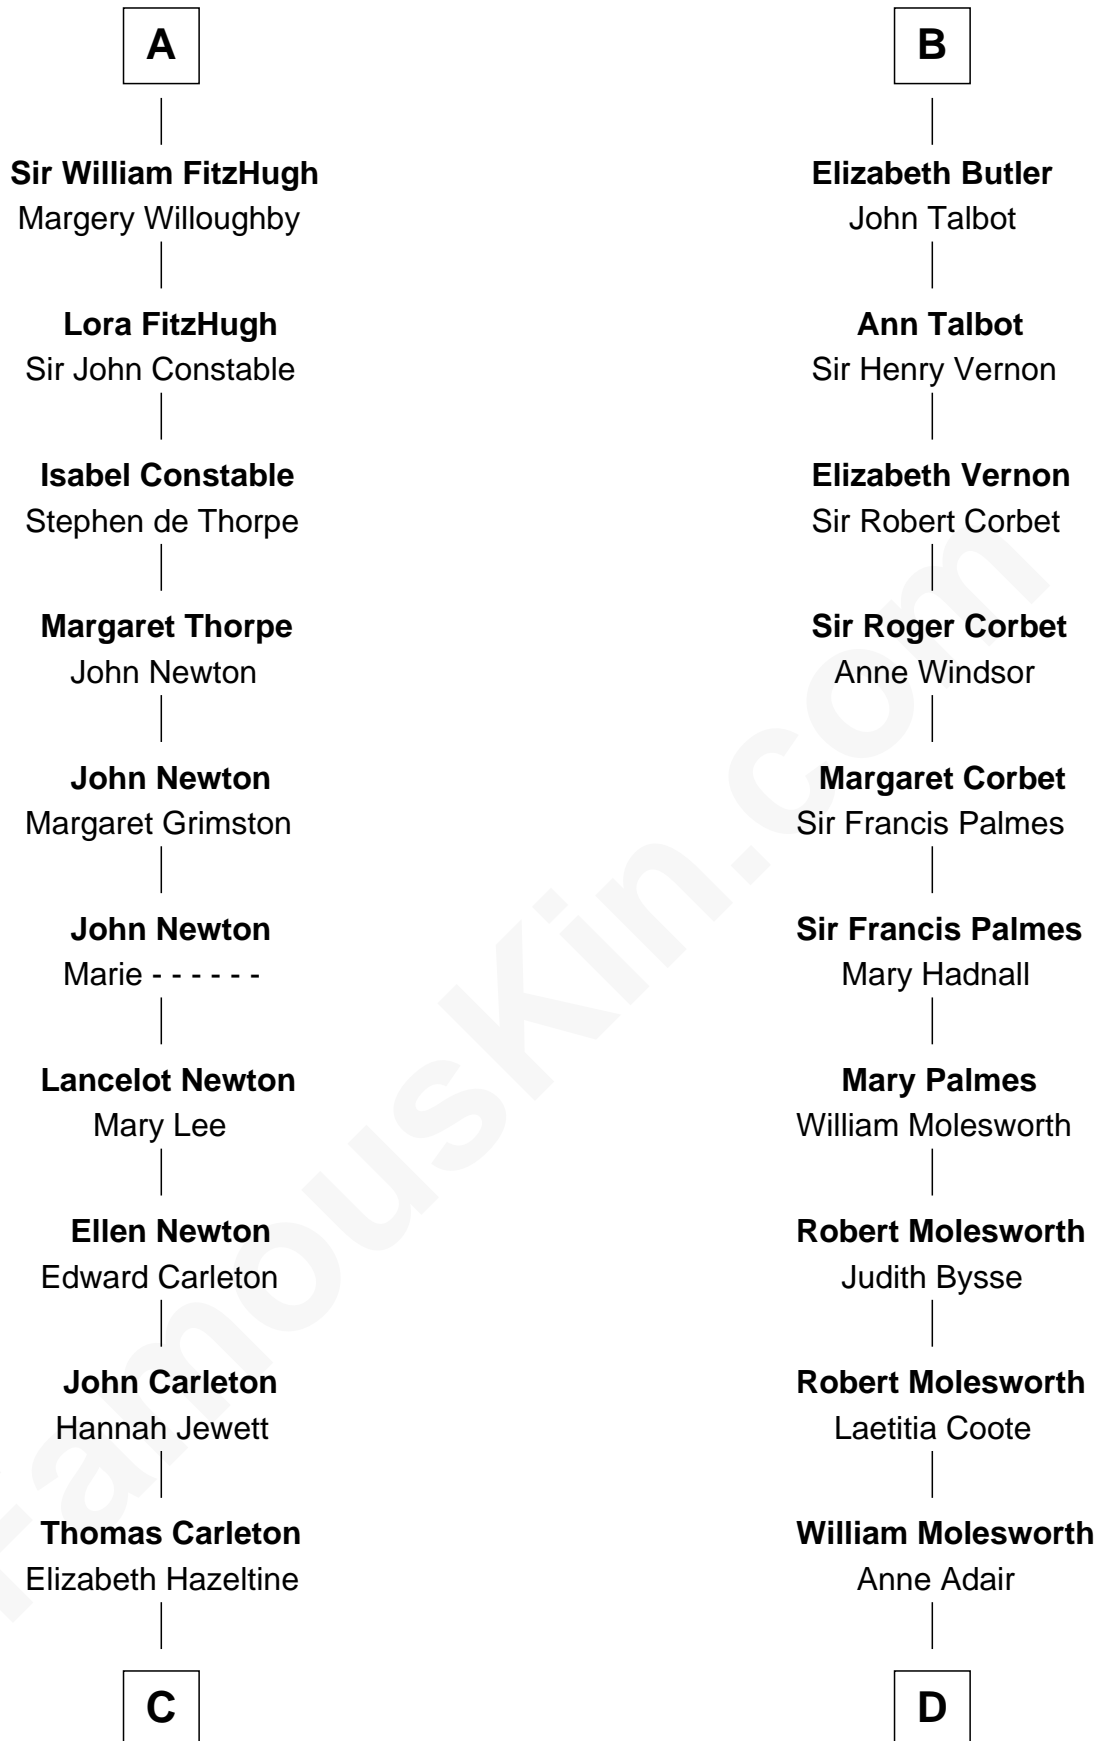 A
Sir William FitzHugh
Margery Willoughby
Lora FitzHugh
Sir John Constable
Isabel Constable
Stephen de Thorpe
Margaret Thorpe
John Newton
John Newton
Margaret Grimston
John Newton
Marie - - - - - -
Lancelot Newton
Mary Lee
Ellen Newton
Edward Carleton
John Carleton
Hannah Jewett
Thomas Carleton
Elizabeth Hazeltine
C
B
Elizabeth Butler
John Talbot
Ann Talbot
Sir Henry Vernon
Elizabeth Vernon
Sir Robert Corbet
Sir Roger Corbet
Anne Windsor
Margaret Corbet
Sir Francis Palmes
Sir Francis Palmes
Mary Hadnall
Mary Palmes
William Molesworth
Robert Molesworth
Judith Bysse
Robert Molesworth
Laetitia Coote
William Molesworth
Anne Adair
D
FamousKin.com